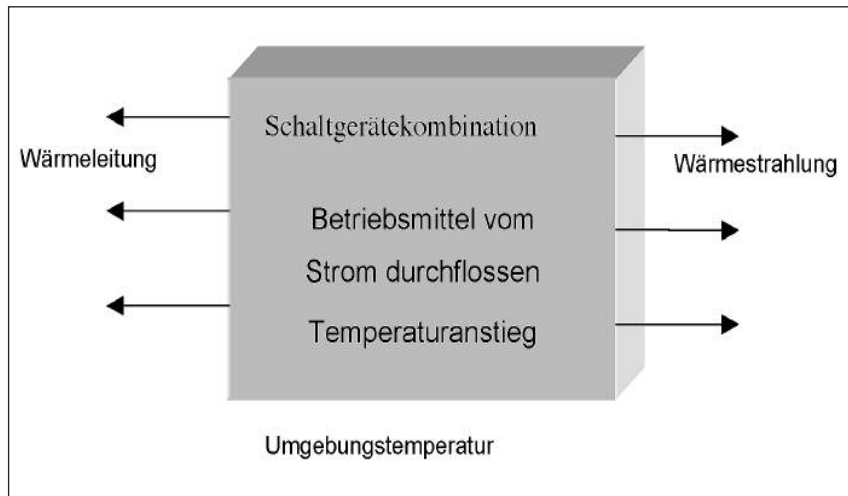 Schaltgerätekombination
Wärmeleitung
Wärmestrahlung
Betriebsmittel vom
Strom durchflossen
Temperaturanstieg
Umgebungstemperatur